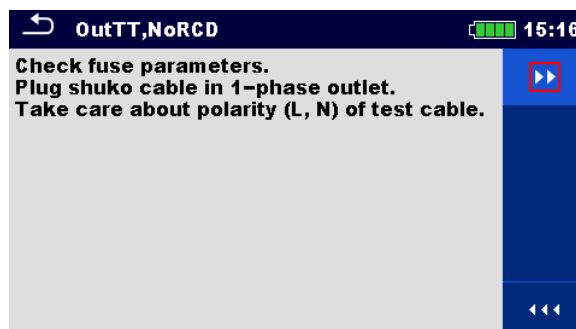 OutTT,NoRCD 15:16
Check fuse parameters.
Plug shuko cable in 1-phase outlet.
Take care about polarity (L, N) of test cable.